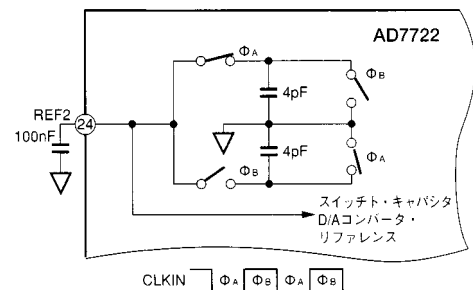 AD7722
ΦA
ΦB
4pF
REF2
24
100nF
4pF
ΦB
ΦA
スイッチト・キャパシタ
D/Aコンバータ・
リファレンス
CLKIN ΦA ΦB ΦA ΦB